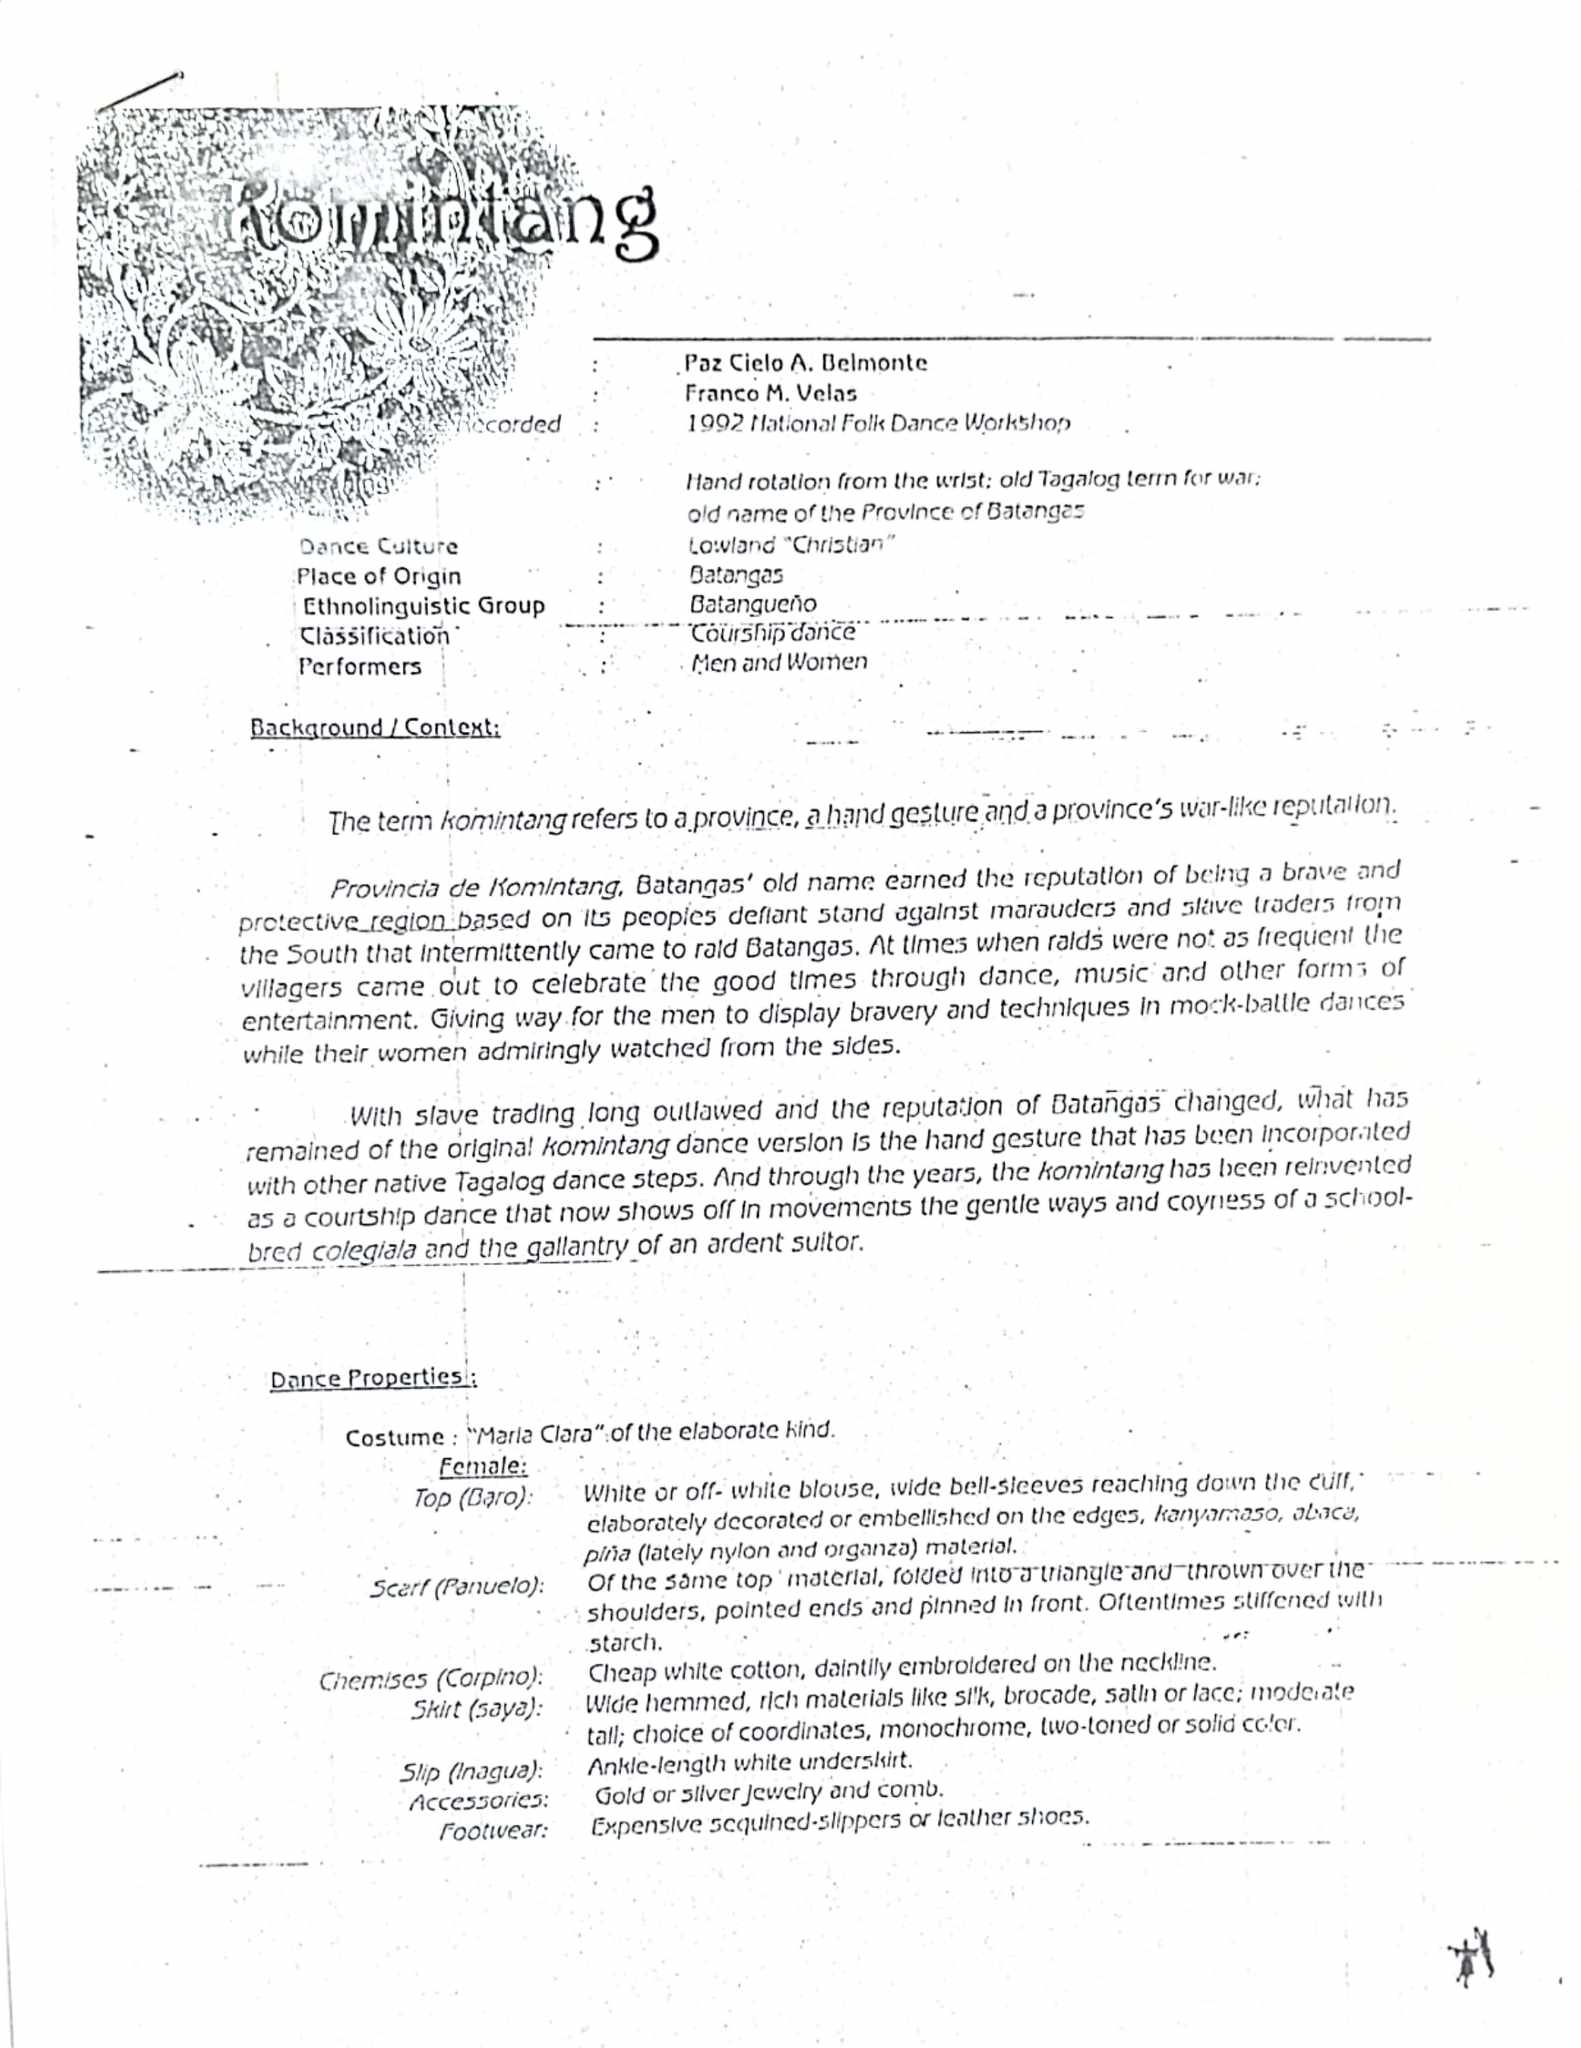 Komintang
: Paz Cielo A. Belmonte
: Franco M. Velas
Recorded : 1992 National Folk Dance Workshop
: Hand rotation from the wrist; old Tagalog term for war;
old name of the Province of Batangas
Dance Culture : Lowland "Christian"
Place of Origin : Batangas
Ethnolinguistic Group : Batangueño
Classification : Courship dance
Performers : Men and Women
Background / Context:
The term komintang refers to a province, a hand gesture and a province's war-like reputation.
Provincia de Komintang, Batangas' old name earned the reputation of being a brave and
protective region based on its peoples defiant stand against marauders and slave traders from
the South that intermittently came to raid Batangas. At times when raids were not as frequent the
villagers came out to celebrate the good times through dance, music and other forms of
entertainment. Giving way for the men to display bravery and techniques in mock-battle dances
while their women admiringly watched from the sides.
With slave trading long outlawed and the reputation of Batangas changed, what has
remained of the original komintang dance version is the hand gesture that has been incorporated
with other native Tagalog dance steps. And through the years, the komintang has been reinvented
as a courtship dance that now shows off in movements the gentle ways and coyness of a school-
bred colegiala and the gallantry of an ardent suitor.
Dance Properties :
Costume : "Maria Clara" of the elaborate kind.
Female:
Top (Baro): White or off- white blouse, wide bell-sleeves reaching down the cuff,
elaborately decorated or embellished on the edges, kanyamaso, abaca,
piña (lately nylon and organza) material.
Scarf (Panuelo): Of the same top material, folded into a triangle and thrown over the
shoulders, pointed ends and pinned in front. Oftentimes stiffened with
starch.
Chemises (Corpino): Cheap white cotton, daintily embroidered on the neckline.
Skirt (saya): Wide hemmed, rich materials like silk, brocade, satin or lace; moderate
tail; choice of coordinates, monochrome, two-toned or solid color.
Slip (Inagua): Ankle-length white underskirt.
Accessories: Gold or silver jewelry and comb.
Footwear: Expensive sequined-slippers or leather shoes.